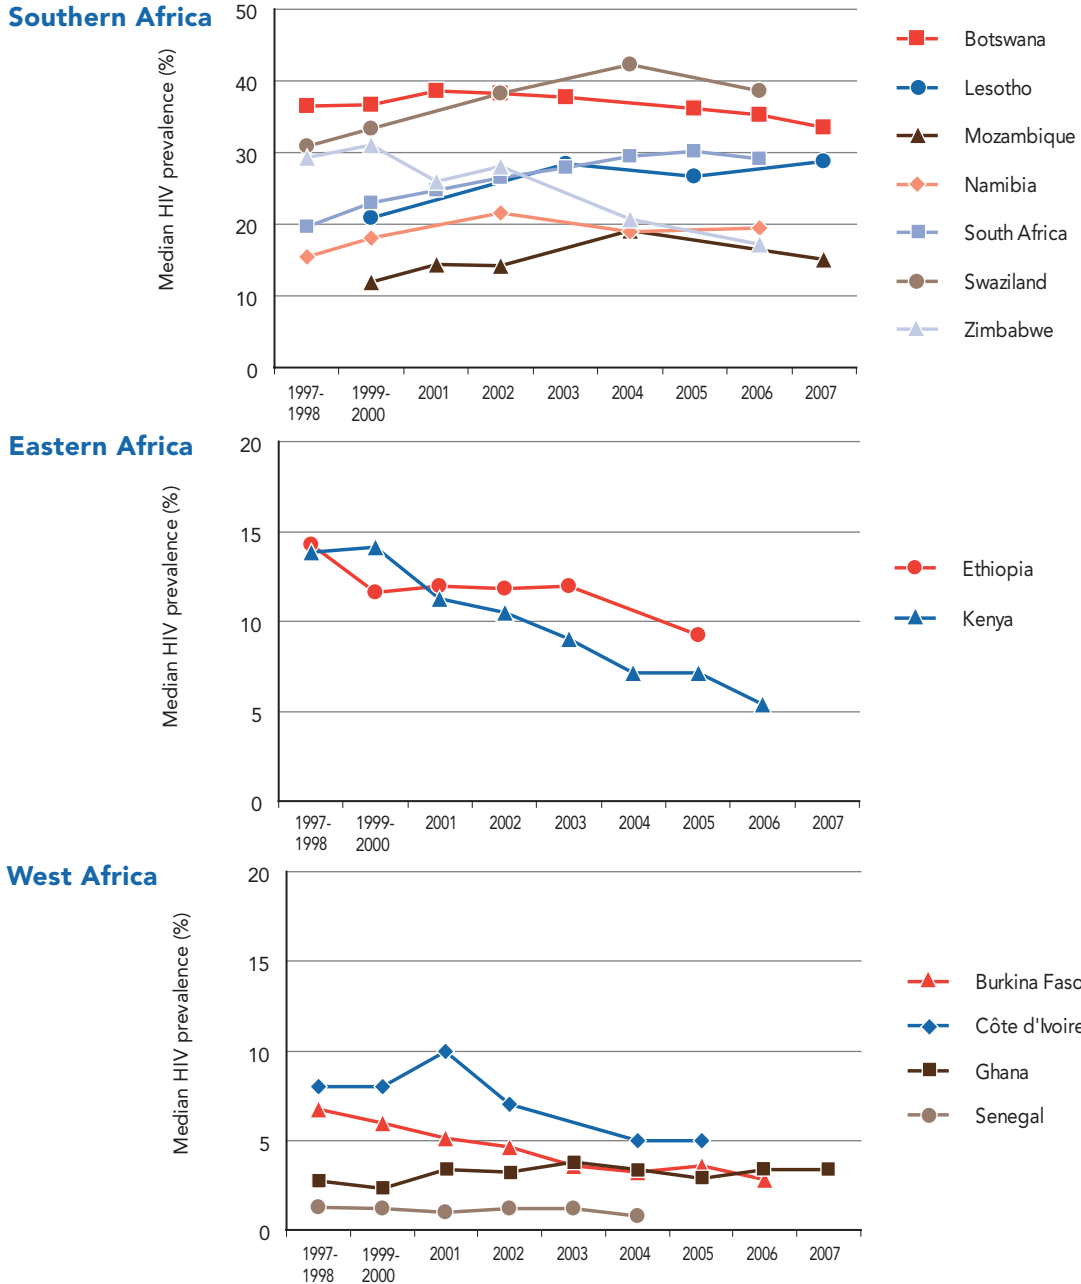 Southern Africa
Median HIV prevalence (%)
50
40
30
20
10
0
1997-
1998
1999-
2000
2001
2002
2003
2004
2005
2006
2007
Botswana
Lesotho
Mozambique
Namibia
South Africa
Swaziland
Zimbabwe
Eastern Africa
Median HIV prevalence (%)
20
15
10
5
0
1997-
1998
1999-
2000
2001
2002
2003
2004
2005
2006
2007
Ethiopia
Kenya
West Africa
Median HIV prevalence (%)
20
15
10
5
0
1997-
1998
1999-
2000
2001
2002
2003
2004
2005
2006
2007
Burkina Faso
Côte d'Ivoire
Ghana
Senegal